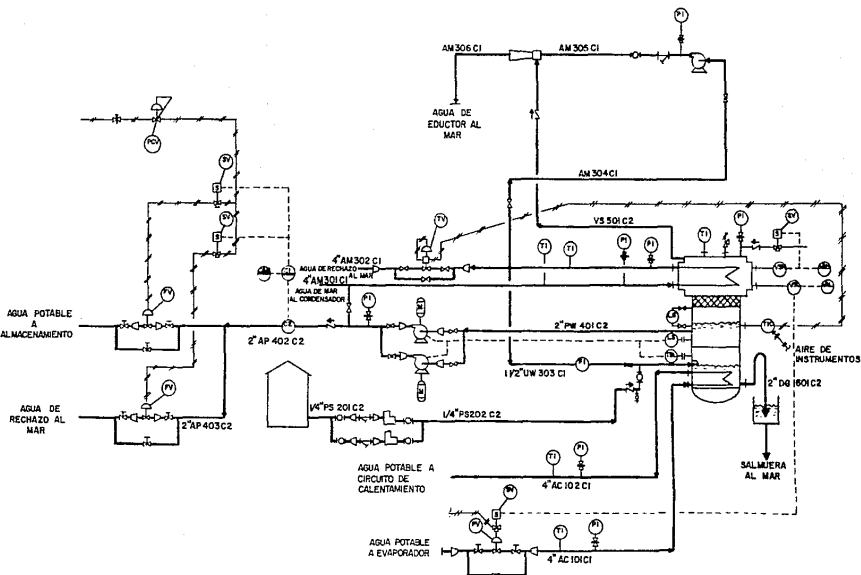 PI
AM 306 C1
AM 305 C1
AGUA DE
EDUCTOR AL
MAR
PCV
SV
S
AM 304 C1
SV
S
TV
VS 501 C2
TI
PI
SV
S
4" AM 302 C1
AGUA DE RECHAZO
AL MAR
4" AM 301 C1
AGUA DE MAR
AL CONDENSADOR
TI
TI
PI
PI
FV
AGUA POTABLE
A
ALMACENAMIENTO
PI
M
2" PW 401 C2
2" AP 402 C2
AIRE DE
INSTRUMENTOS
1 1/2" UW 303 C1
PI
M
FV
AGUA DE
RECHAZO AL
MAR
2" AP 403 C2
1/4" PS 201 C2
1/4" PS202 C2
2" DG 1601 C2
SALMUERA
AL MAR
AGUA POTABLE A
CIRCUITO DE
CALENTAMIENTO
TI
PI
4" AC 102 C1
SV
S
FV
AGUA POTABLE
A EVAPORADOR
TI
PI
4" AC 101 C1